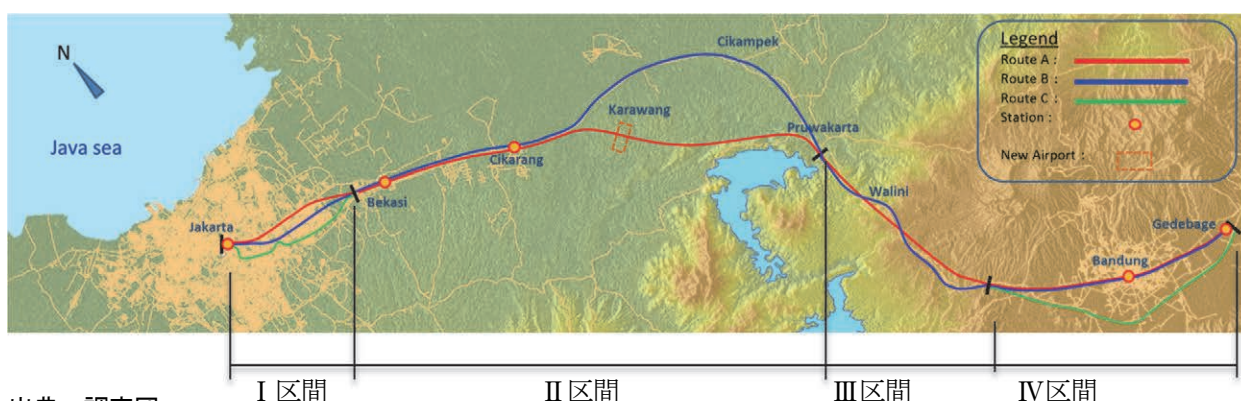 N
Java sea
Jakarta
Bekasi
Cikarang
Karawang
Cikampek
Pruwakarta
Walini
Bandung
Gedebage
Legend
Route A :
Route B :
Route C :
Station :
New Airport :
Ⅰ区間
Ⅱ区間
Ⅲ区間
Ⅳ区間